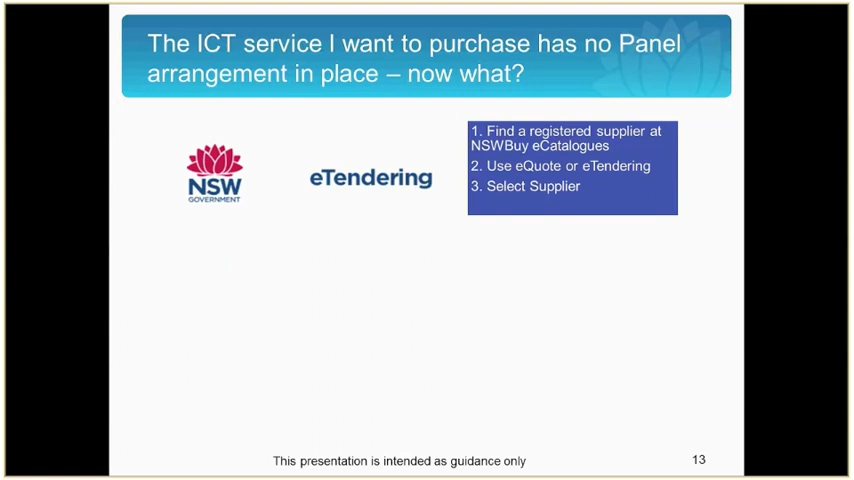 The ICT service I want to purchase has no Panel
arrangement in place – now what?
NSW
GOVERNMENT
eTendering
1. Find a registered supplier at
NSWBuy eCatalogues
2. Use eQuote or eTendering
3. Select Supplier
This presentation is intended as guidance only
13